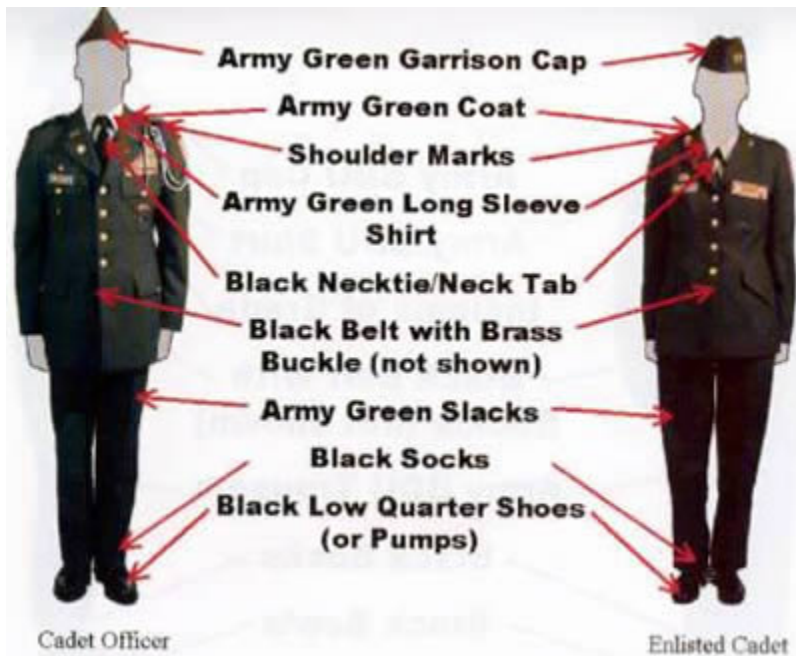 Army Green Garrison Cap
Army Green Coat
Shoulder Marks
Army Green Long Sleeve
Shirt
Black Necktie/Neck Tab
Black Belt with Brass
Buckle (not shown)
Army Green Slacks
Black Socks
Black Low Quarter Shoes
(or Pumps)
Cadet Officer
Enlisted Cadet